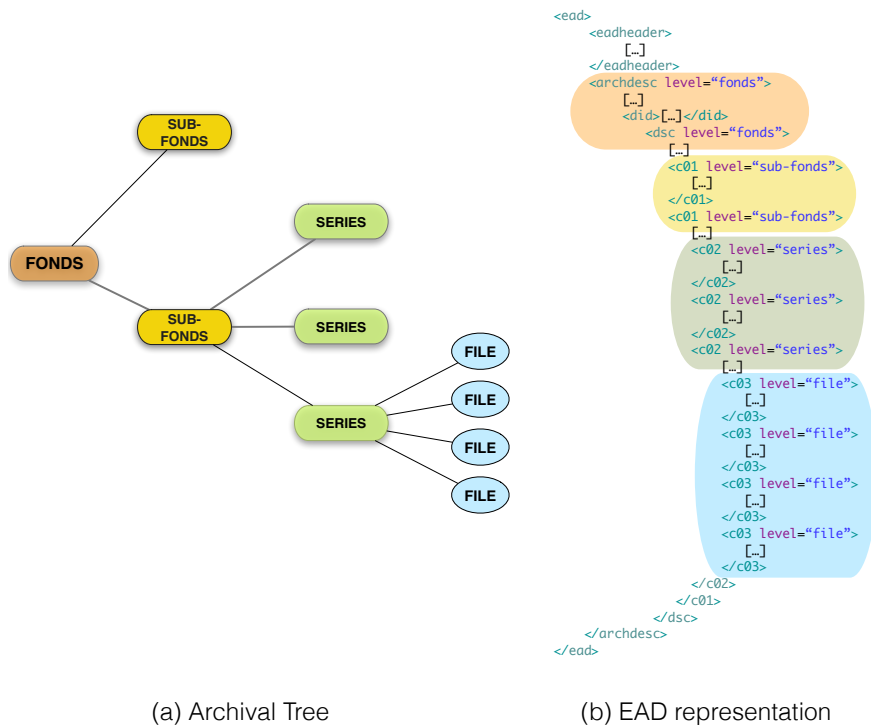 SUB-
FONDS
SERIES
FONDS
SUB-
FONDS
SERIES
FILE
FILE
SERIES
FILE
FILE
(a) Archival Tree
<ead>
<eadheader>
[…]
</eadheader>
<archdesc level=“fonds”>
[…]
<did>[…]</did>
<dsc level=“fonds”>
[…]
<c01 level=“sub-fonds”>
[…]
</c01>
<c01 level=“sub-fonds”>
[…]
<c02 level=“series”>
[…]
</c02>
<c02 level=“series”>
[…]
</c02>
<c02 level=“series”>
[…]
<c03 level=“file”>
[…]
</c03>
<c03 level=“file”>
[…]
</c03>
<c03 level=“file”>
[…]
</c03>
<c03 level=“file”>
[…]
</c03>
</c02>
</c01>
</dsc>
</archdesc>
</ead>
(b) EAD representation